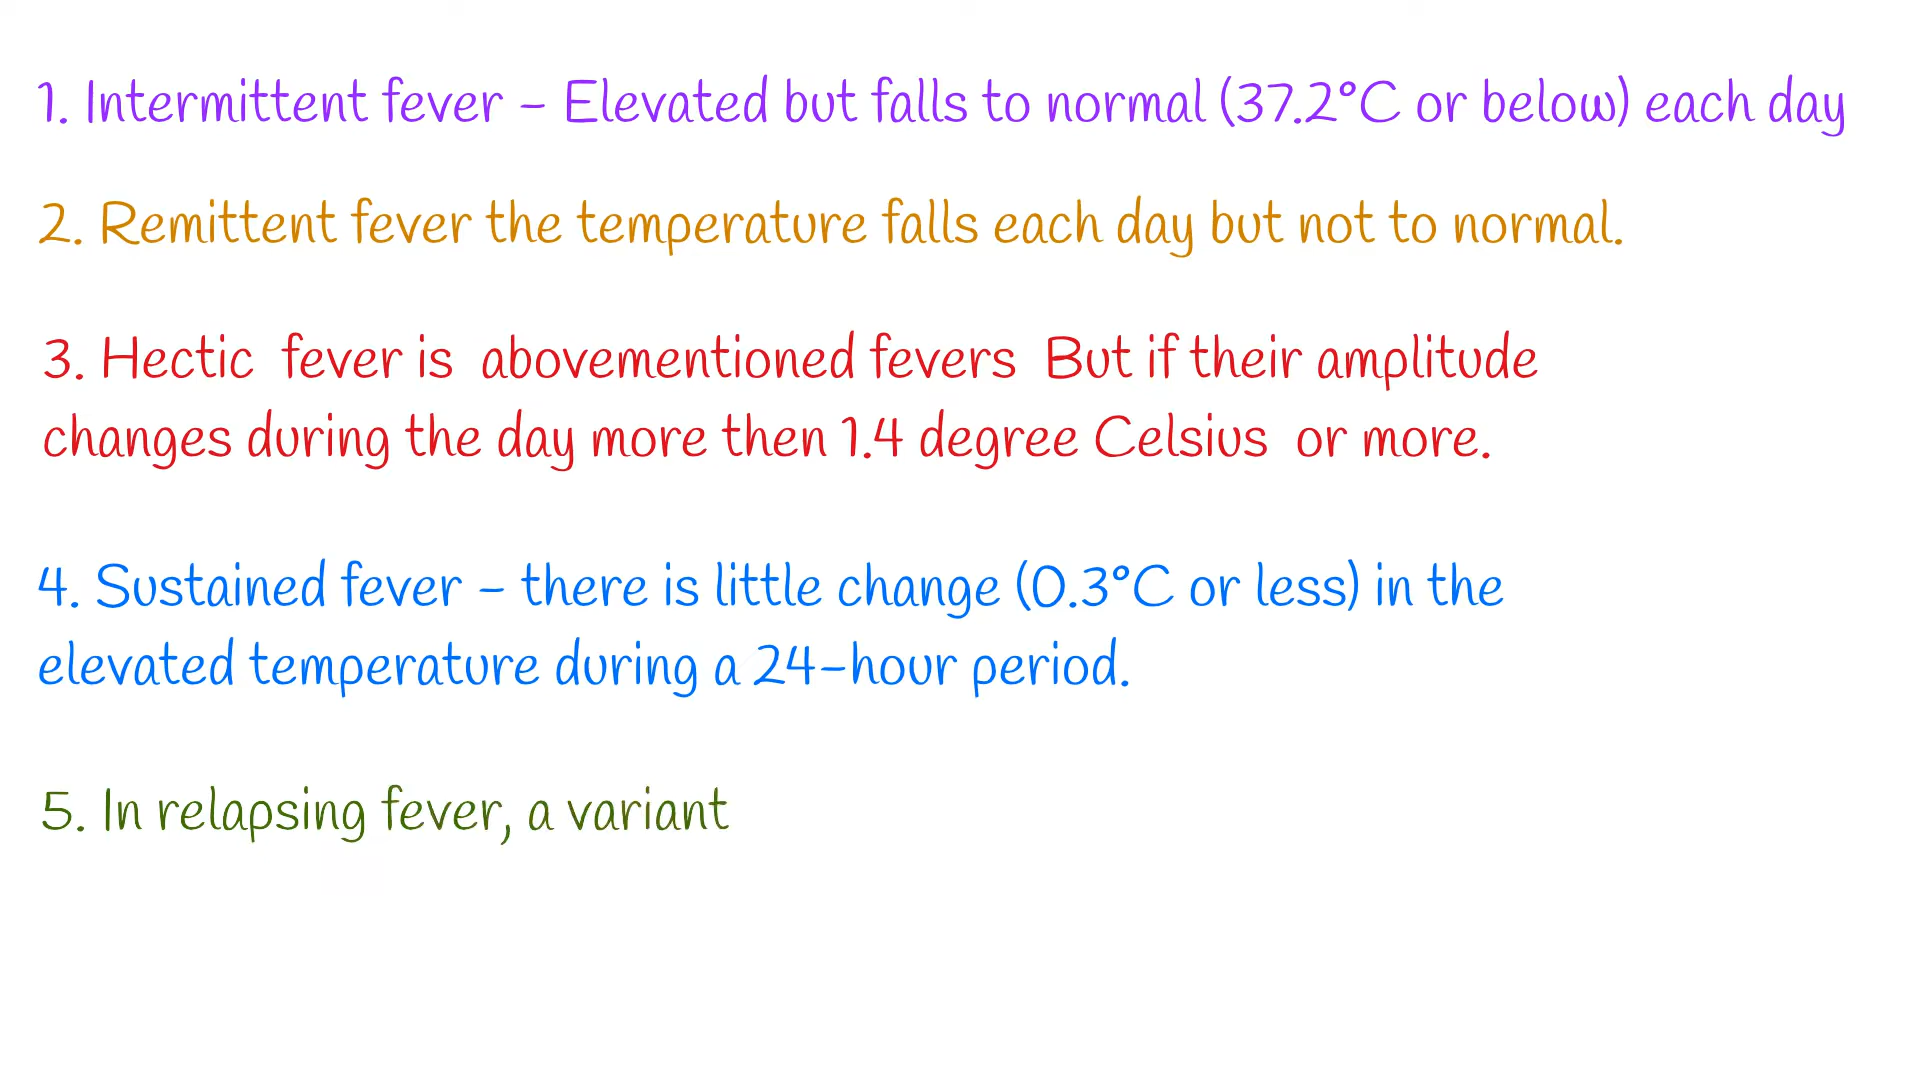 1. Intermittent fever – Elevated but falls to normal (37.2°C or below) each day
2. Remittent fever the temperature falls each day but not to normal.
3. Hectic fever is abovementioned fevers But if their amplitude
changes during the day more then 1.4 degree Celsius or more.
4. Sustained fever – there is little change (0.3°C or less) in the
elevated temperature during a 24-hour period.
5. In relapsing fever, a variant